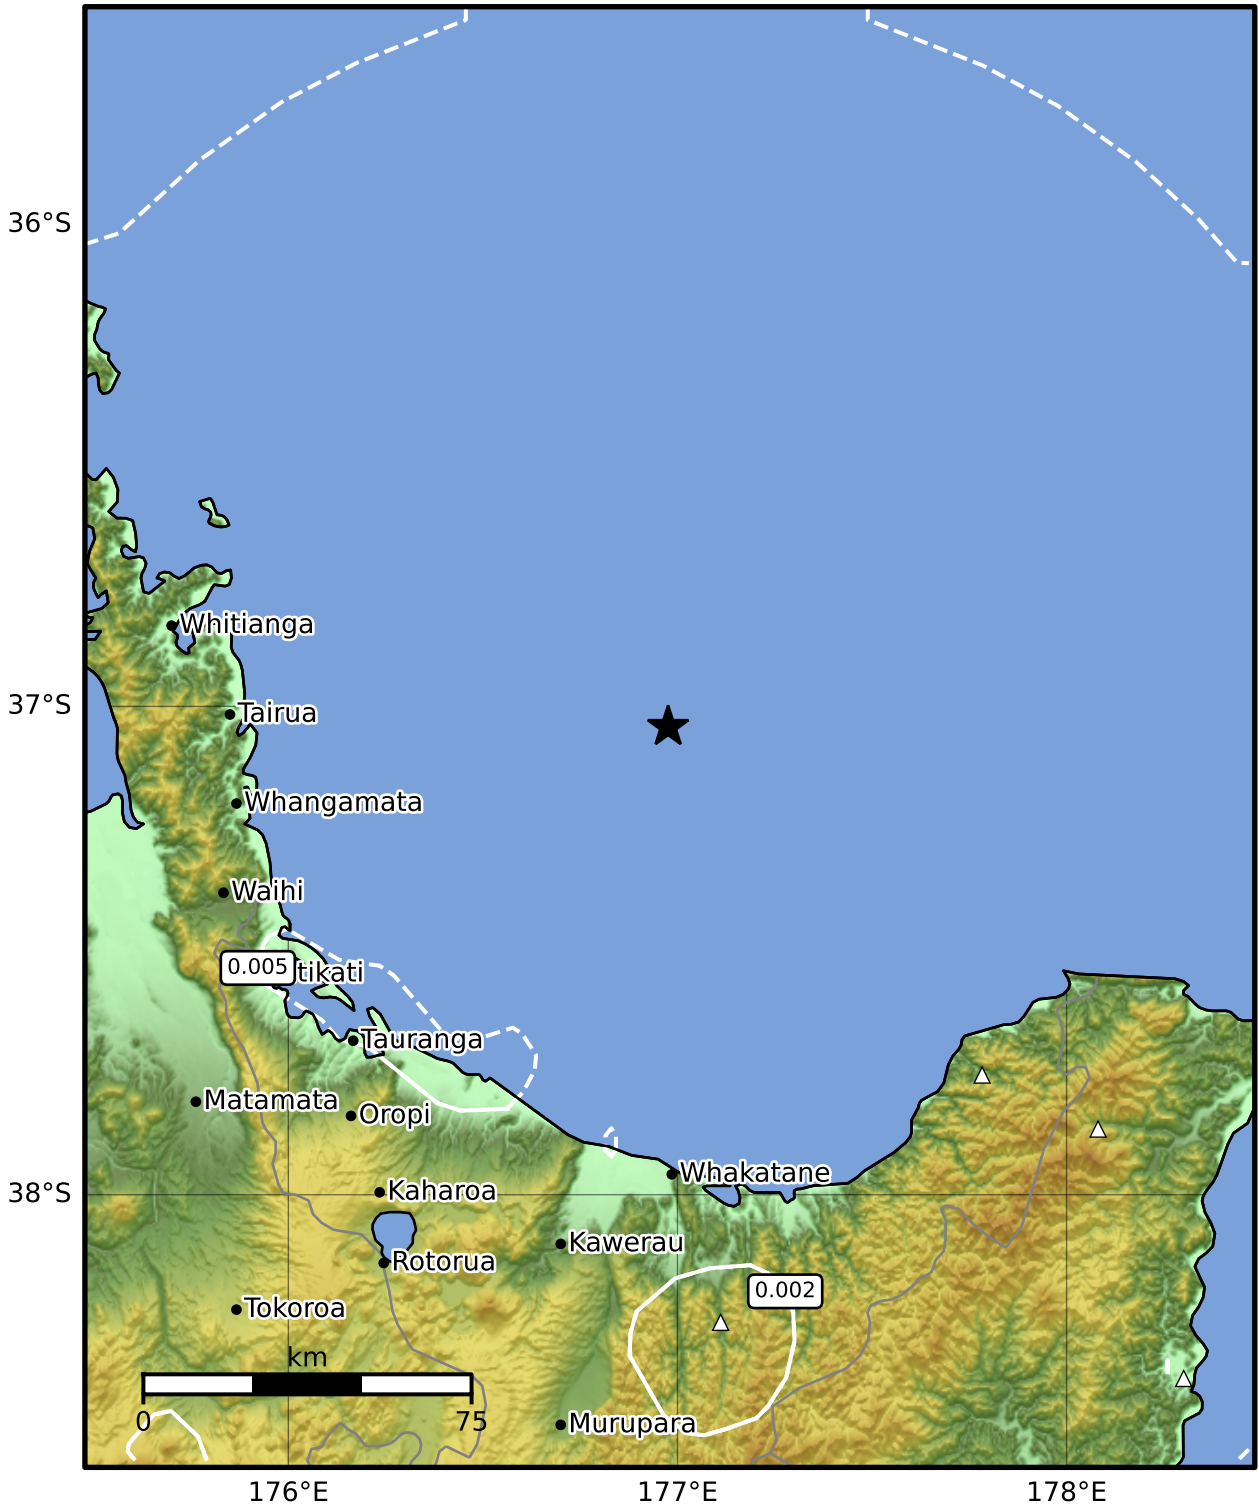 36°S
Whitianga
37°S
Tairua
Whangamata
Waihi
0.005
tikati
Tauranga
Matamata
Oropi
Whakatane
38°S
Kaharoa
Kawerau
Rotorua
0.002
Tokoroa
km
0 75
Murupara
176°E 177°E 178°E